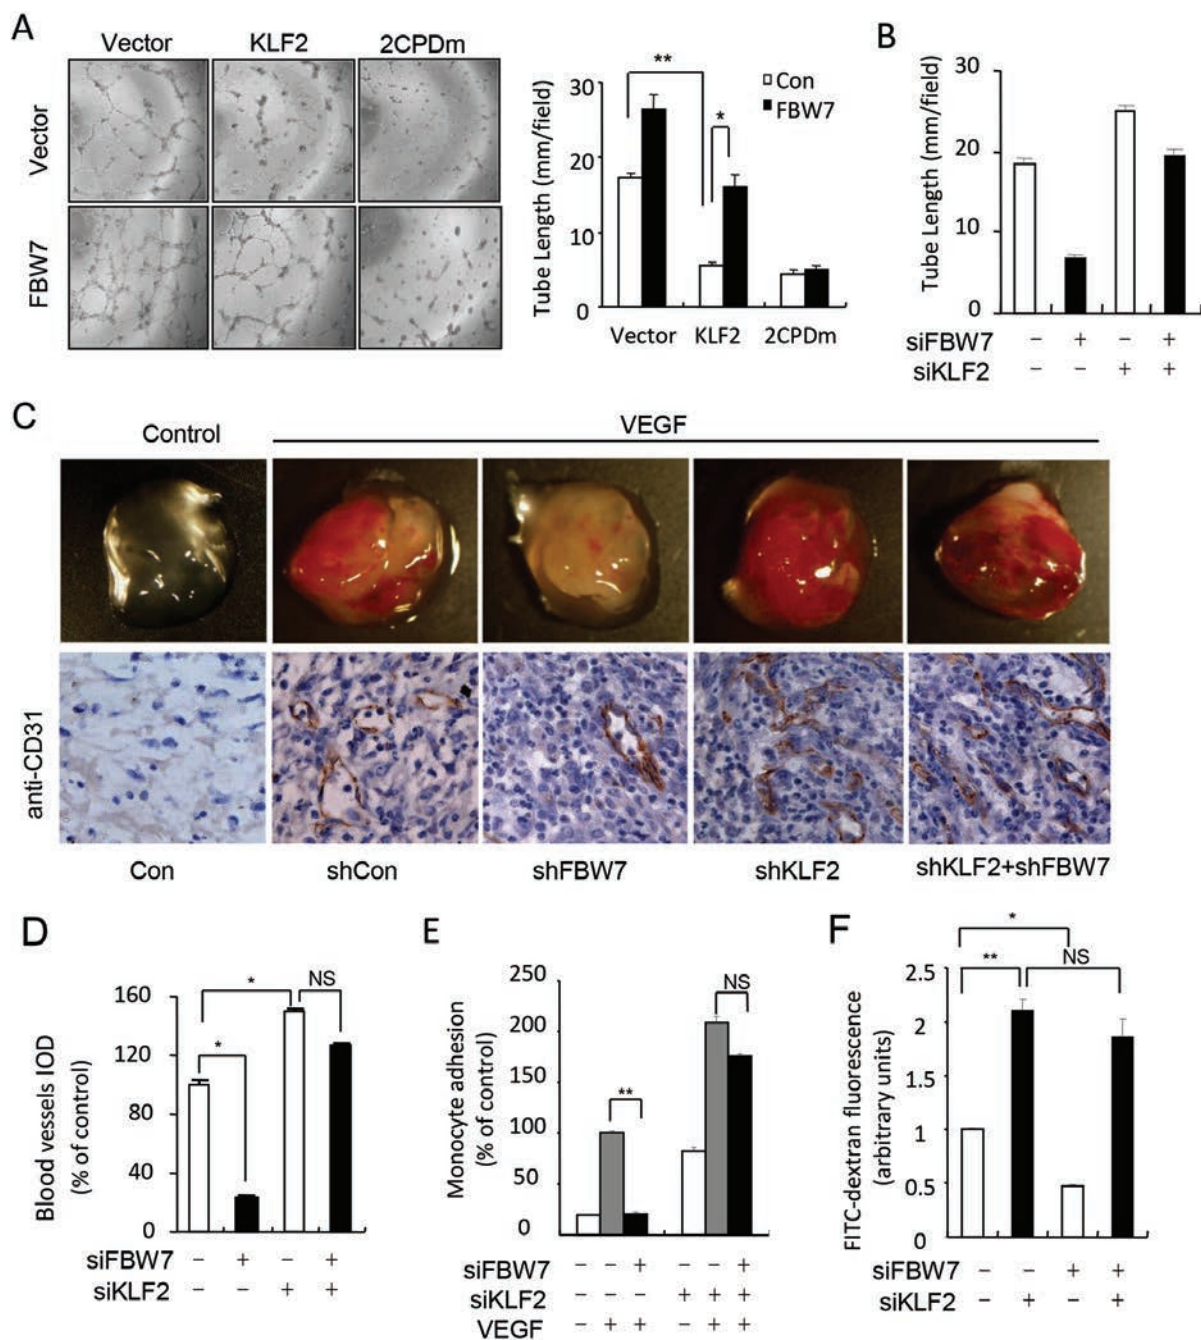 A
Vector KLF2 2CPDm
Vector
FBW7
Tube Length (mm/field)
30
20
10
0
**
*
Con
FBW7
Vector KLF2 2CPDm
B
Tube Length (mm/field)
30
20
10
0
siFBW7 − + − +
siKLF2 − − + +
C
Control VEGF
anti-CD31
Con shCon shFBW7 shKLF2 shKLF2+shFBW7
D
Blood vessels IOD
(% of control)
160
120
80
40
0
* NS
*
siFBW7 − + − +
siKLF2 − − + +
E
Monocyte adhesion
(% of control)
250
200
150
100
50
0
NS
**
siFBW7 − − + − − +
siKLF2 − − − + + +
VEGF − + + − + +
F
FITC-dextran fluorescence
(arbitrary units)
2.5
2
1.5
1
0.5
0
*
** NS
siFBW7 − − + +
siKLF2 − + − +